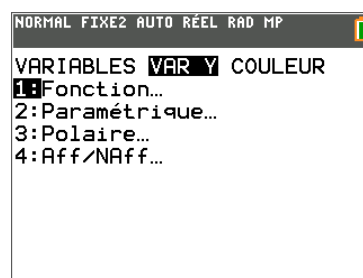 NORMAL FIXE2 AUTO RÉEL RAD MP
VARIABLES VAR Y COULEUR
1:Fonction…
2:Paramétrique…
3:Polaire…
4:Aff/NAff…